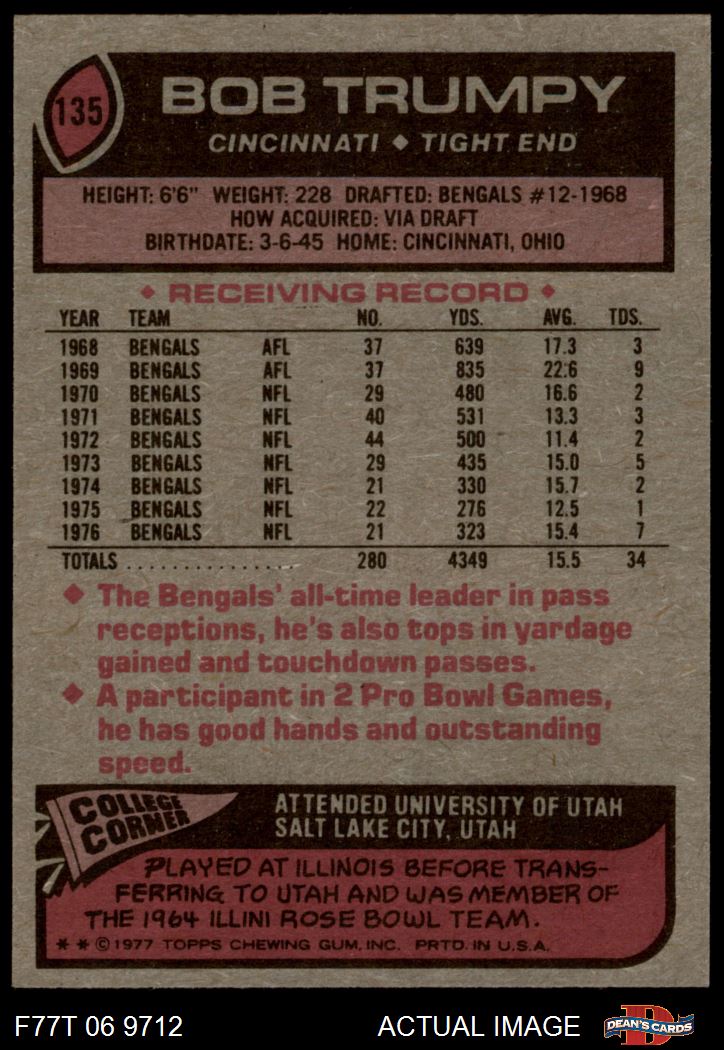 135
BOB TRUMPY
CINCINNATI ◆ TIGHT END
HEIGHT: 6'6" WEIGHT: 228 DRAFTED: BENGALS #12-1968
HOW ACQUIRED: VIA DRAFT
BIRTHDATE: 3-6-45 HOME: CINCINNATI, OHIO
◆ RECEIVING RECORD ◆
YEAR TEAM NO. YDS. AVG. TDS.
1968 BENGALS AFL 37 639 17.3 3
1969 BENGALS AFL 37 835 22.6 9
1970 BENGALS NFL 29 480 16.6 2
1971 BENGALS NFL 40 531 13.3 3
1972 BENGALS NFL 44 500 11.4 2
1973 BENGALS NFL 29 435 15.0 5
1974 BENGALS NFL 21 330 15.7 2
1975 BENGALS NFL 22 276 12.5 1
1976 BENGALS NFL 21 323 15.4 7
TOTALS ............... 280 4349 15.5 34
◆ The Bengals' all-time leader in pass
receptions, he's also tops in yardage
gained and touchdown passes.
◆ A participant in 2 Pro Bowl Games,
he has good hands and outstanding
speed.
COLLEGE
CORNER
ATTENDED UNIVERSITY OF UTAH
SALT LAKE CITY, UTAH
PLAYED AT ILLINOIS BEFORE TRANS-
FERRING TO UTAH AND WAS MEMBER OF
THE 1964 ILLINI ROSE BOWL TEAM.
* * © 1977 TOPPS CHEWING GUM, INC. PRTD. IN U.S.A.
F77T 06 9712 ACTUAL IMAGE
D
DEAN'S CARDS